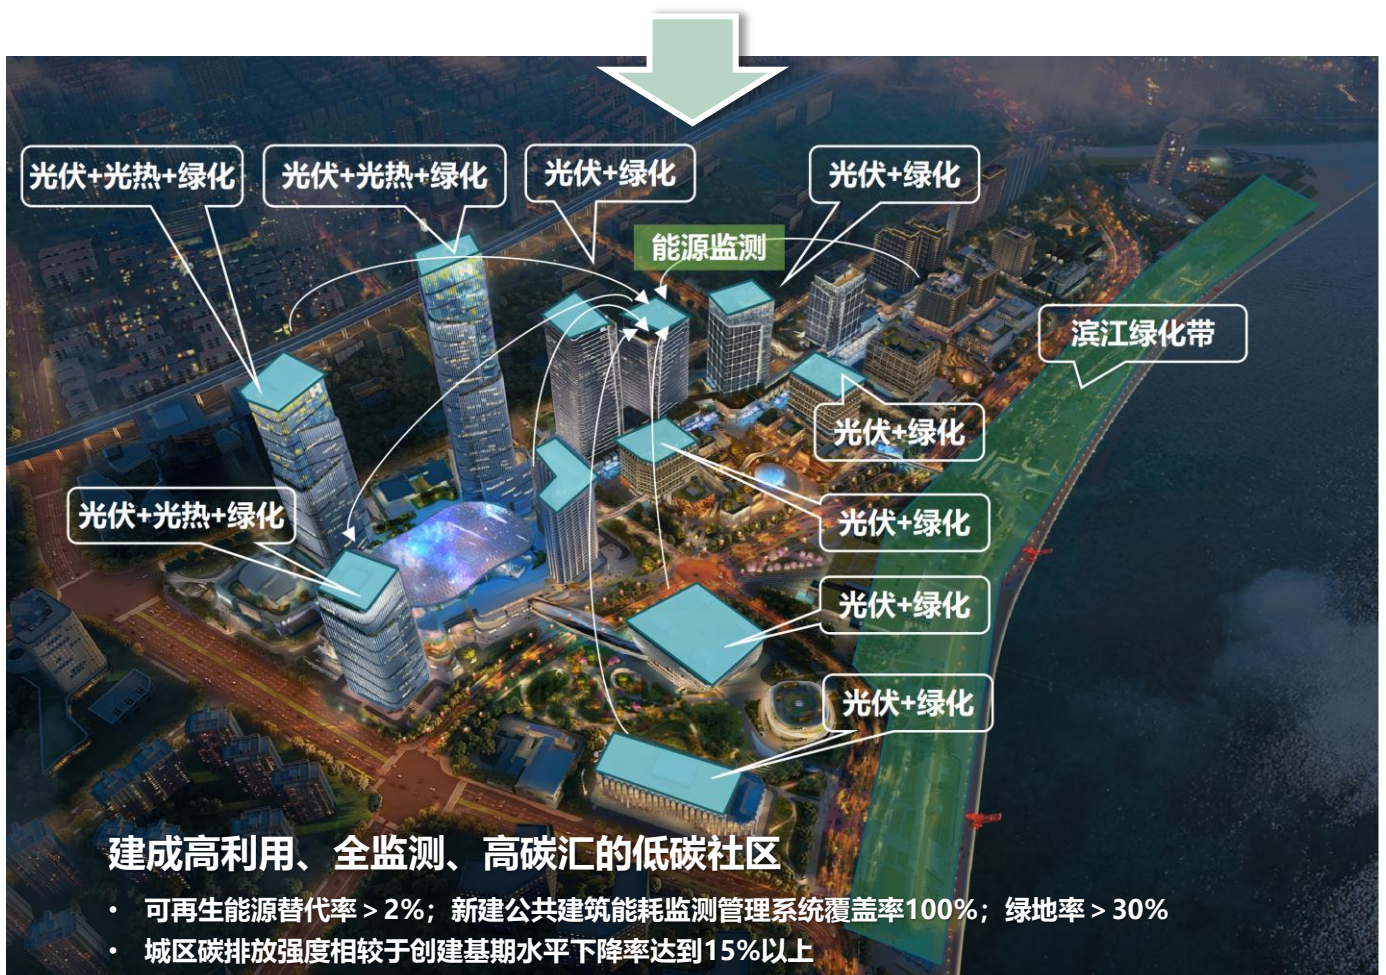 光伏+光热+绿化
光伏+光热+绿化
光伏+绿化
光伏+绿化
能源监测
滨江绿化带
光伏+绿化
光伏+光热+绿化
光伏+绿化
光伏+绿化
光伏+绿化
建成高利用、全监测、高碳汇的低碳社区
• 可再生能源替代率＞2%；新建公共建筑能耗监测管理系统覆盖率100%；绿地率＞30%
• 城区碳排放强度相较于创建基期水平下降率达到15%以上